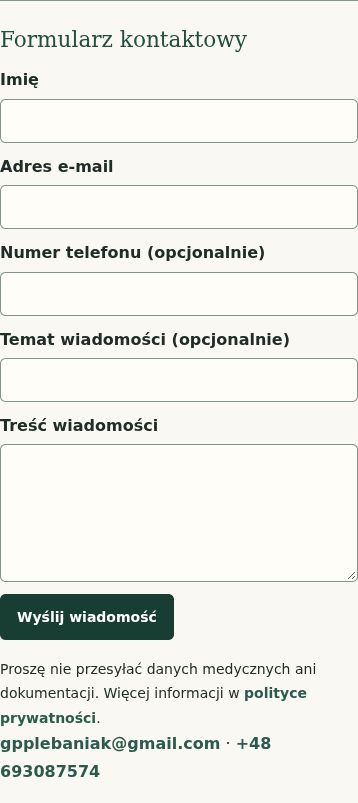 Formularz kontaktowy
Imię
Adres e-mail
Numer telefonu (opcjonalnie)
Temat wiadomości (opcjonalnie)
Treść wiadomości
Wyślij wiadomość
Proszę nie przesyłać danych medycznych ani
dokumentacji. Więcej informacji w polityce
prywatności.
gpplebaniak@gmail.com · +48
693087574